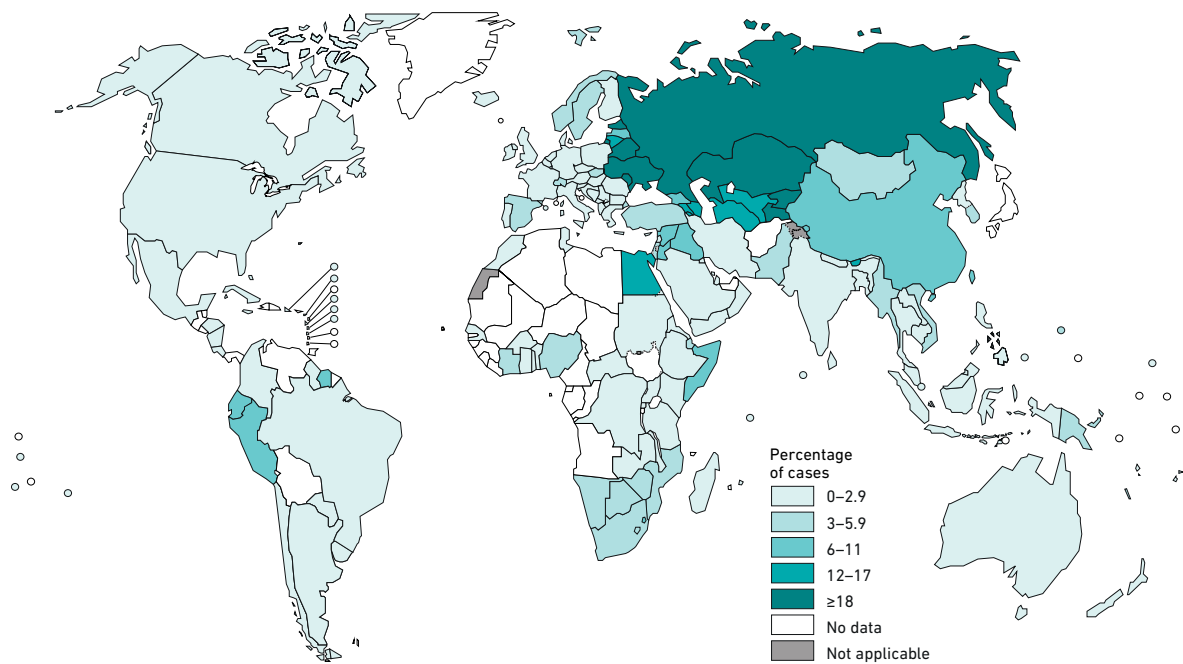 Percentage
of cases
0–2.9
3–5.9
6–11
12–17
≥18
No data
Not applicable